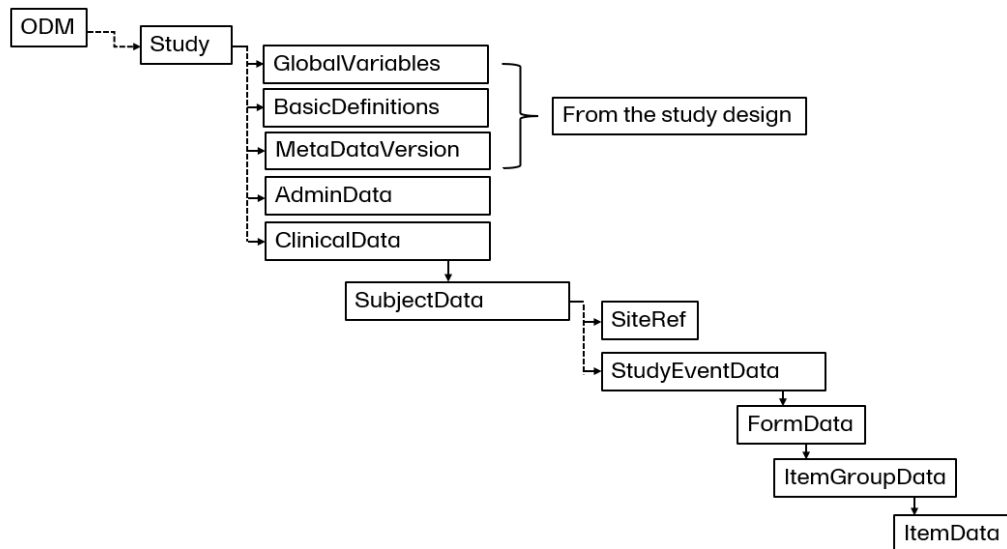 ODM
Study
GlobalVariables
BasicDefinitions
From the study design
MetaDataVersion
AdminData
ClinicalData
SubjectData
SiteRef
StudyEventData
FormData
ItemGroupData
ItemData